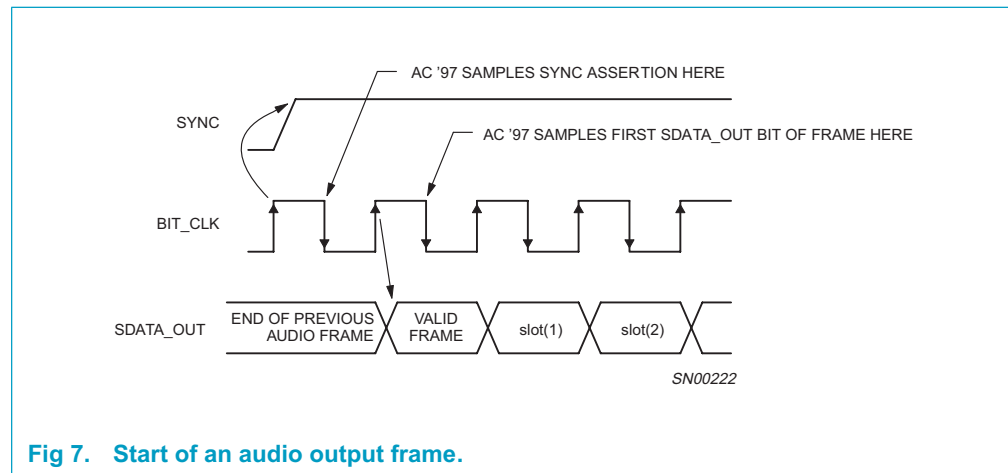 AC '97 SAMPLES SYNC ASSERTION HERE
SYNC
AC '97 SAMPLES FIRST SDATA_OUT BIT OF FRAME HERE
BIT_CLK
SDATA_OUT
END OF PREVIOUS
AUDIO FRAME
VALID
FRAME
slot(1)
slot(2)
SN00222
Fig 7. Start of an audio output frame.